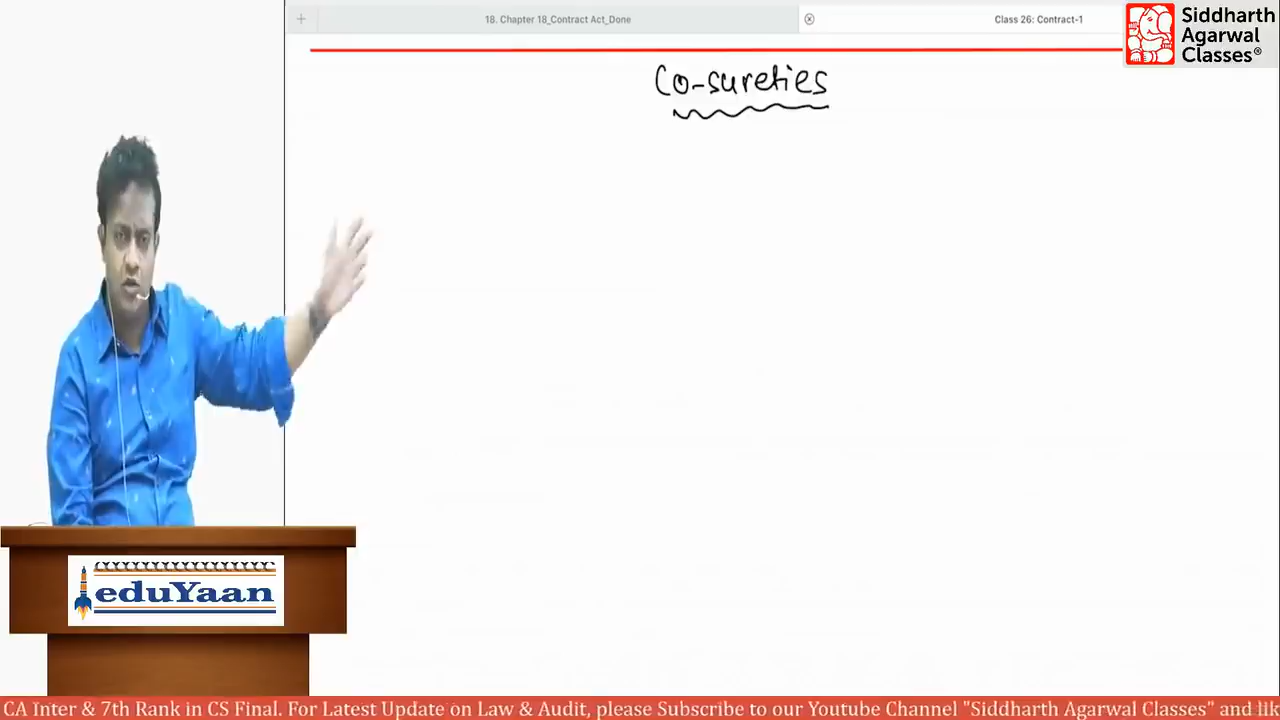 18. Chapter 18_Contract Act_Done
Class 26: Contract-1
Siddharth
Agarwal
Classes®
Co-sureties
eduYaan
CA Inter & 7th Rank in CS Final. For Latest Update on Law & Audit, please Subscribe to our Youtube Channel "Siddharth Agarwal Classes" and lik